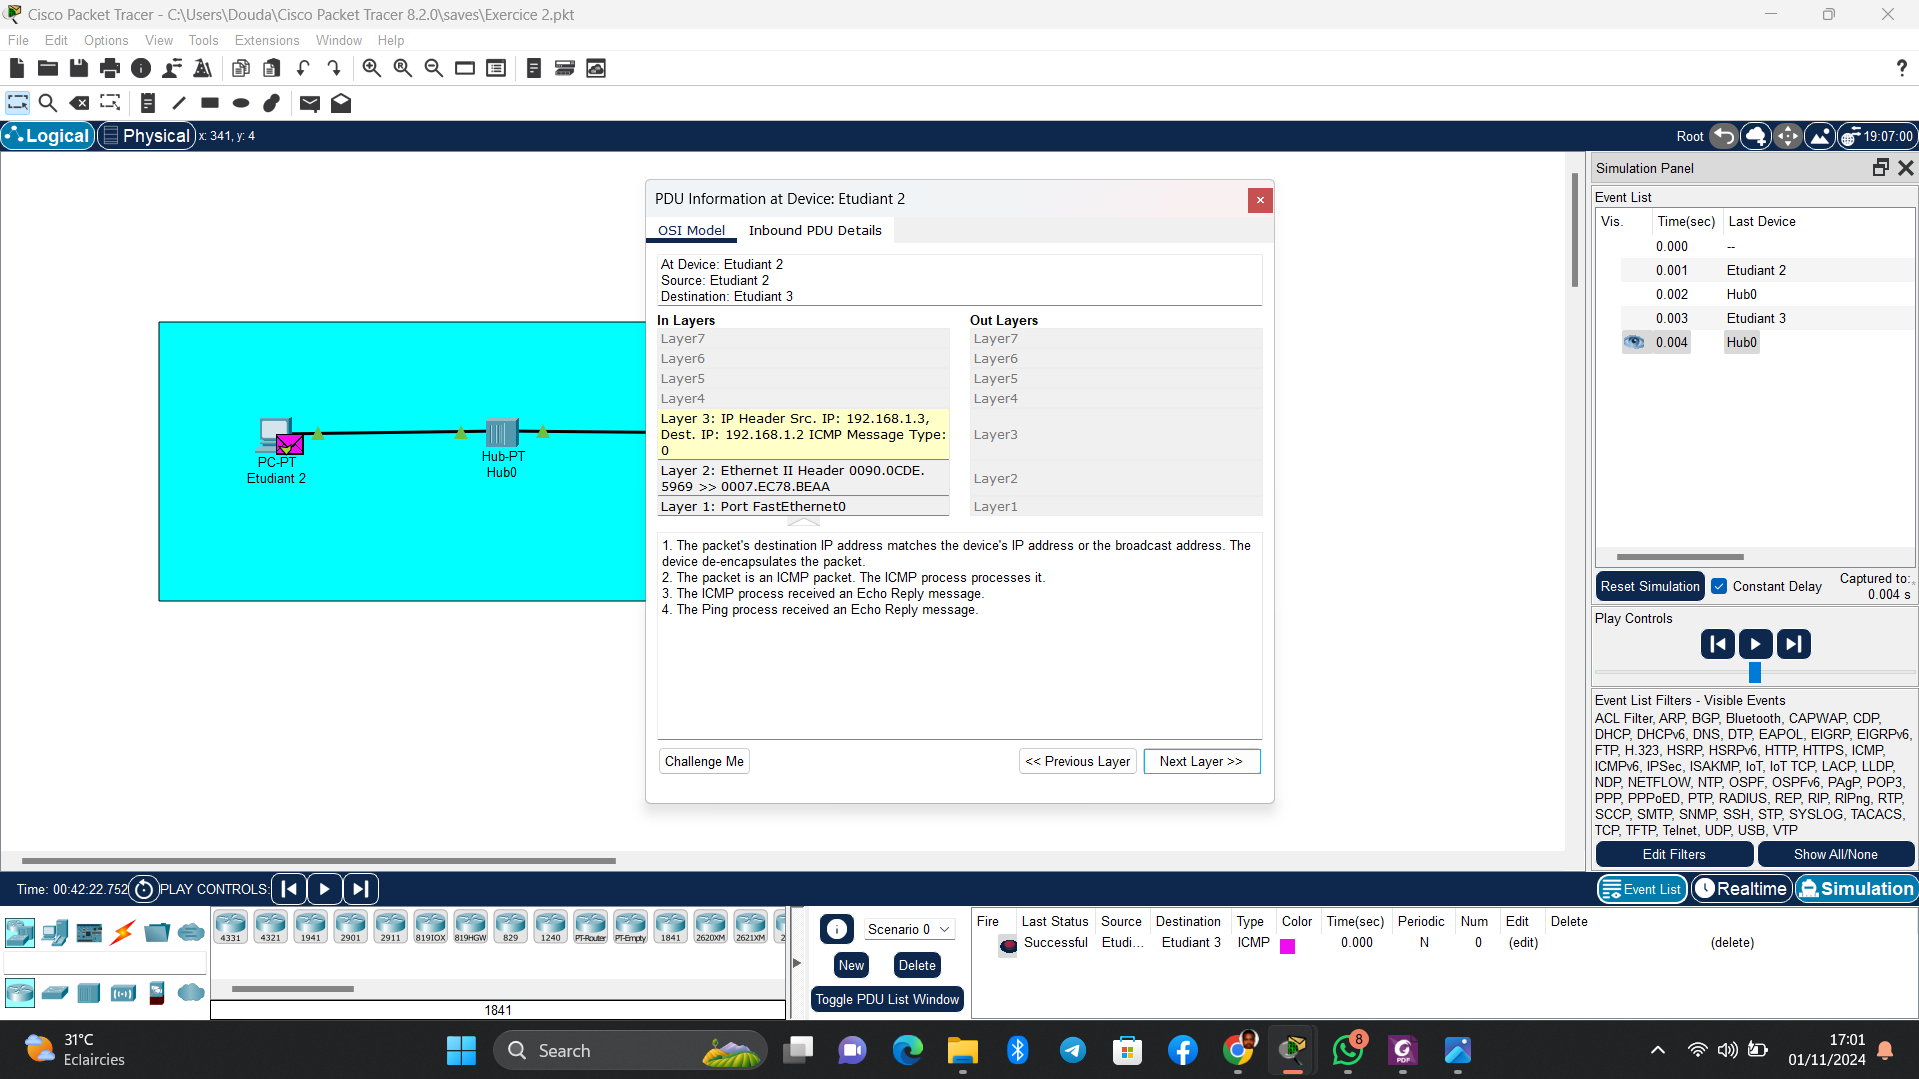 Cisco Packet Tracer - C:\Users\Douda\Cisco Packet Tracer 8.2.0\saves\Exercice 2.pkt
File Edit Options View Tools Extensions Window Help
?
Logical Physical x: 341, y: 4
Root 19:07:00
PC-PT
Etudiant 2
Hub-PT
Hub0
PDU Information at Device: Etudiant 2
OSI Model Inbound PDU Details
At Device: Etudiant 2
Source: Etudiant 2
Destination: Etudiant 3
In Layers
Layer7
Layer6
Layer5
Layer4
Layer 3: IP Header Src. IP: 192.168.1.3,
Dest. IP: 192.168.1.2 ICMP Message Type:
0
Layer 2: Ethernet II Header 0090.0CDE.
5969 >> 0007.EC78.BEAA
Layer 1: Port FastEthernet0
Out Layers
Layer7
Layer6
Layer5
Layer4
Layer3
Layer2
Layer1
1. The packet's destination IP address matches the device's IP address or the broadcast address. The
device de-encapsulates the packet.
2. The packet is an ICMP packet. The ICMP process processes it.
3. The ICMP process received an Echo Reply message.
4. The Ping process received an Echo Reply message.
Challenge Me << Previous Layer Next Layer >>
Simulation Panel
Event List
Vis. Time(sec) Last Device
0.000 --
0.001 Etudiant 2
0.002 Hub0
0.003 Etudiant 3
0.004 Hub0
Reset Simulation Constant Delay Captured to:
0.004 s
Play Controls
Event List Filters - Visible Events
ACL Filter, ARP, BGP, Bluetooth, CAPWAP, CDP,
DHCP, DHCPv6, DNS, DTP, EAPOL, EIGRP, EIGRPv6,
FTP, H.323, HSRP, HSRPv6, HTTP, HTTPS, ICMP,
ICMPv6, IPSec, ISAKMP, IoT, IoT TCP, LACP, LLDP,
NDP, NETFLOW, NTP, OSPF, OSPFv6, PAgP, POP3,
PPP, PPPoED, PTP, RADIUS, REP, RIP, RIPng, RTP,
SCCP, SMTP, SNMP, SSH, STP, SYSLOG, TACACS,
TCP, TFTP, Telnet, UDP, USB, VTP
Edit Filters Show All/None
Time: 00:42:22.752 PLAY CONTROLS:
Event List Realtime Simulation
4331 4321 1941 2901 2911 819IOX 819HGW 829 1240 PT-Router PT-Empty 1841 2620XM 2621XM 2
1841
Scenario 0
New Delete
Toggle PDU List Window
Fire Last Status Source Destination Type Color Time(sec) Periodic Num Edit Delete
Successful Etudi... Etudiant 3 ICMP 0.000 N 0 (edit) (delete)
31°C
Eclaircies
Search
8
PDF
17:01
01/11/2024